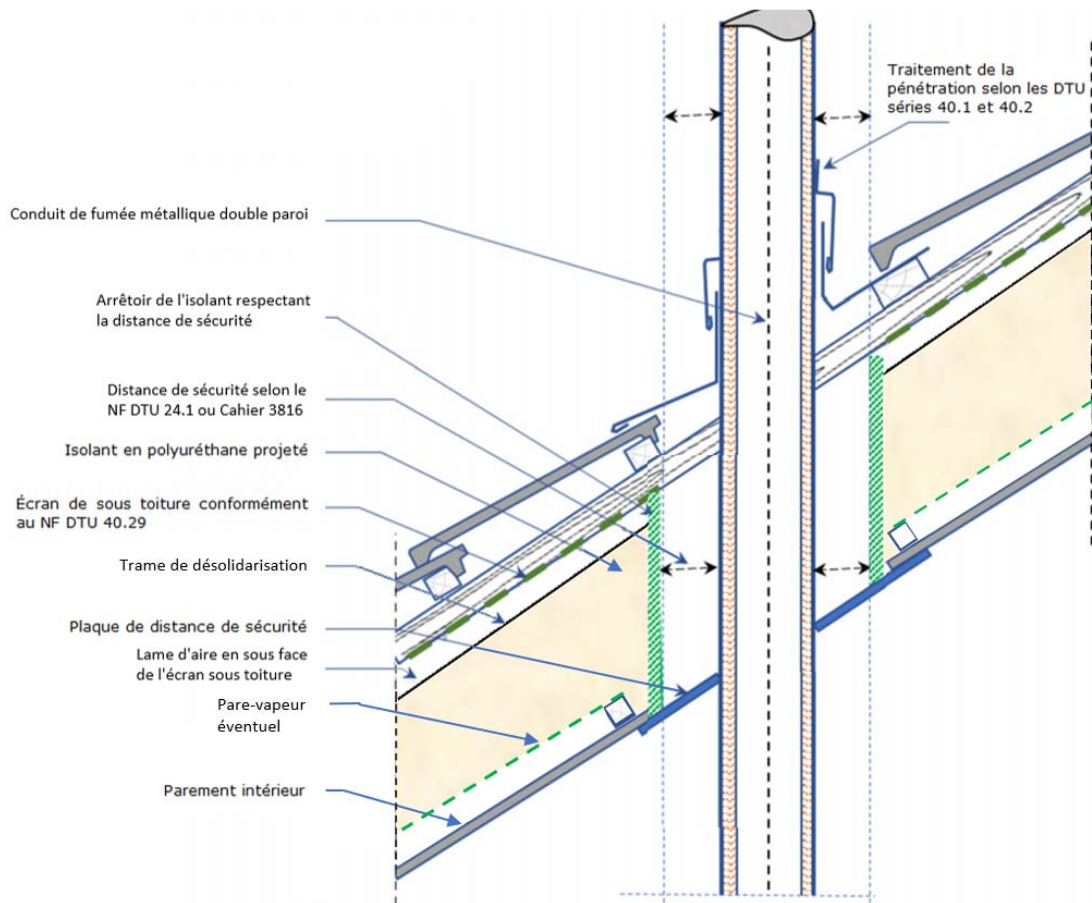 Traitement de la
pénétration selon les DTU
séries 40.1 et 40.2
Conduit de fumée métallique double paroi
Arrêtoir de l'isolant respectant
la distance de sécurité
Distance de sécurité selon le
NF DTU 24.1 ou Cahier 3816
Isolant en polyuréthane projeté
Écran de sous toiture conformément
au NF DTU 40.29
Trame de désolidarisation
Plaque de distance de sécurité
Lame d'aire en sous face
de l'écran sous toiture
Pare-vapeur
éventuel
Parement intérieur